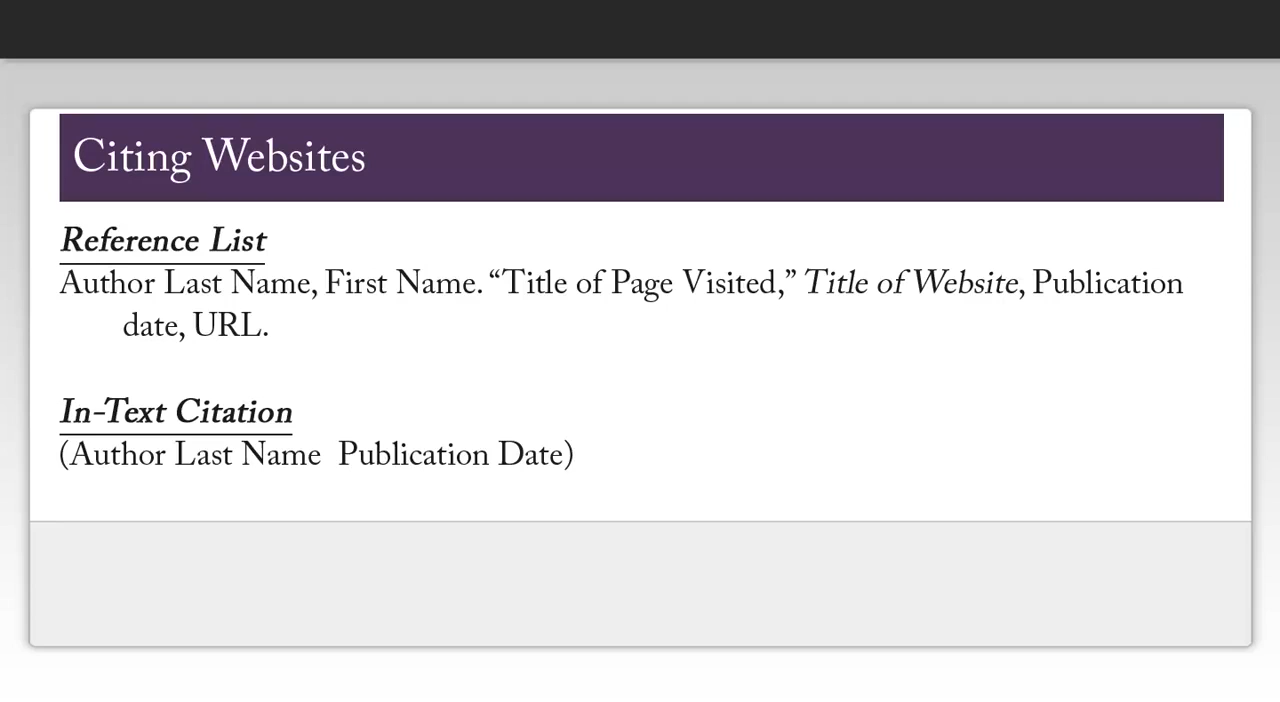 Citing Websites
Reference List
Author Last Name, First Name. “Title of Page Visited,” Title of Website, Publication
date, URL.
In-Text Citation
(Author Last Name  Publication Date)